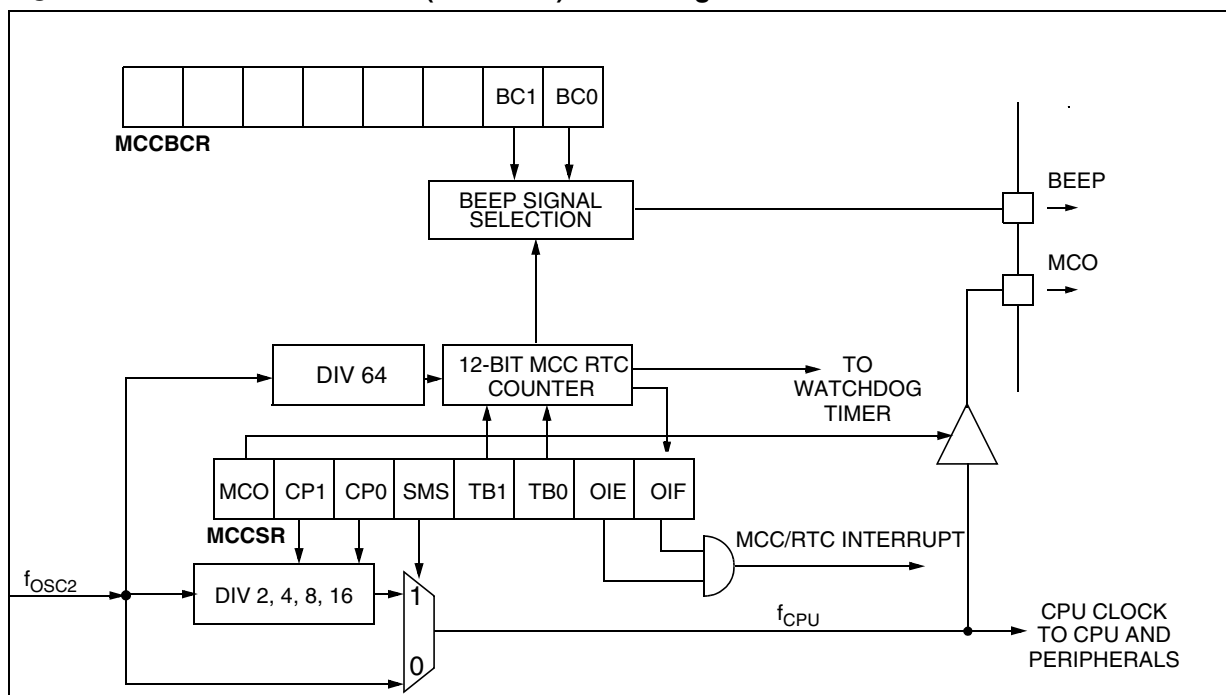 BC1 BC0
MCCBCR
BEEP SIGNAL
SELECTION
BEEP
MCO
DIV 64
12-BIT MCC RTC
COUNTER
TO
WATCHDOG
TIMER
MCO CP1 CP0 SMS TB1 TB0 OIE OIF
MCCSR
MCC/RTC INTERRUPT
fOSC2
DIV 2, 4, 8, 16
1
0
fCPU
CPU CLOCK
TO CPU AND
PERIPHERALS